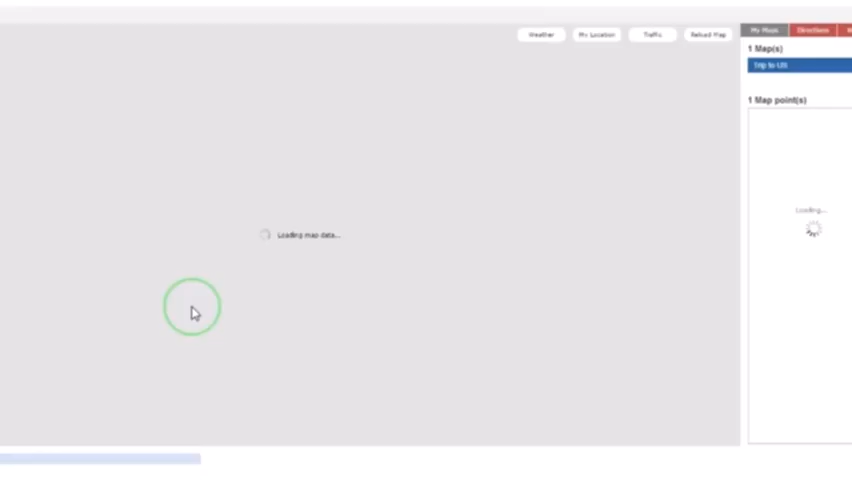 Weather
My Location
Traffic
Reload Map
My Maps
Directions
1 Map(s)
Trip to US
1 Map point(s)
Loading...
Loading map data...